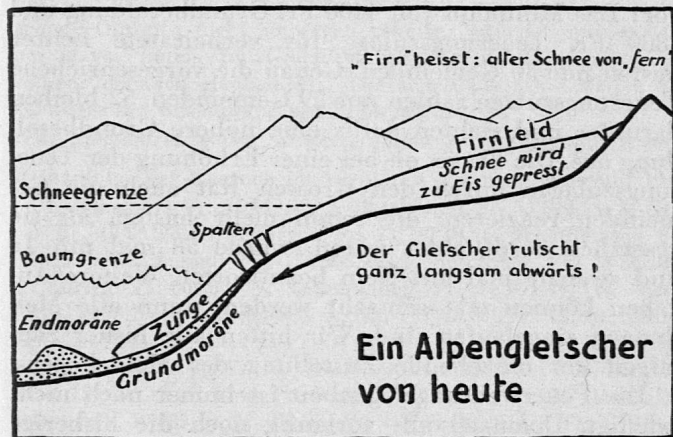 „Firn" heisst: alter Schnee von „fern"
Firnfeld
Schnee wird
zu Eis gepresst
Schneegrenze
Spalten
Baumgrenze
Der Gletscher rutscht
ganz langsam abwärts!
Endmoräne
Zunge
Grundmoräne
Ein Alpengletscher
von heute